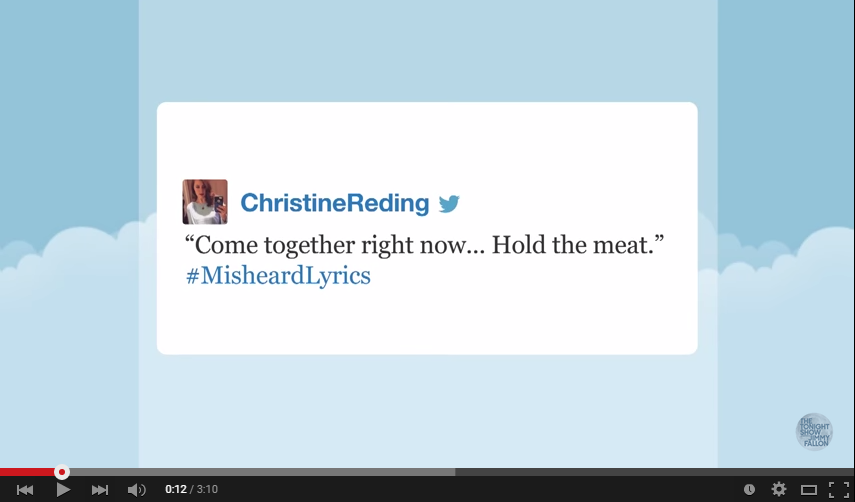 ChristineReding
“Come together right now... Hold the meat.”
#MisheardLyrics
THE
TONIGHT
SHOW
JIMMY
FALLON
0:12 / 3:10